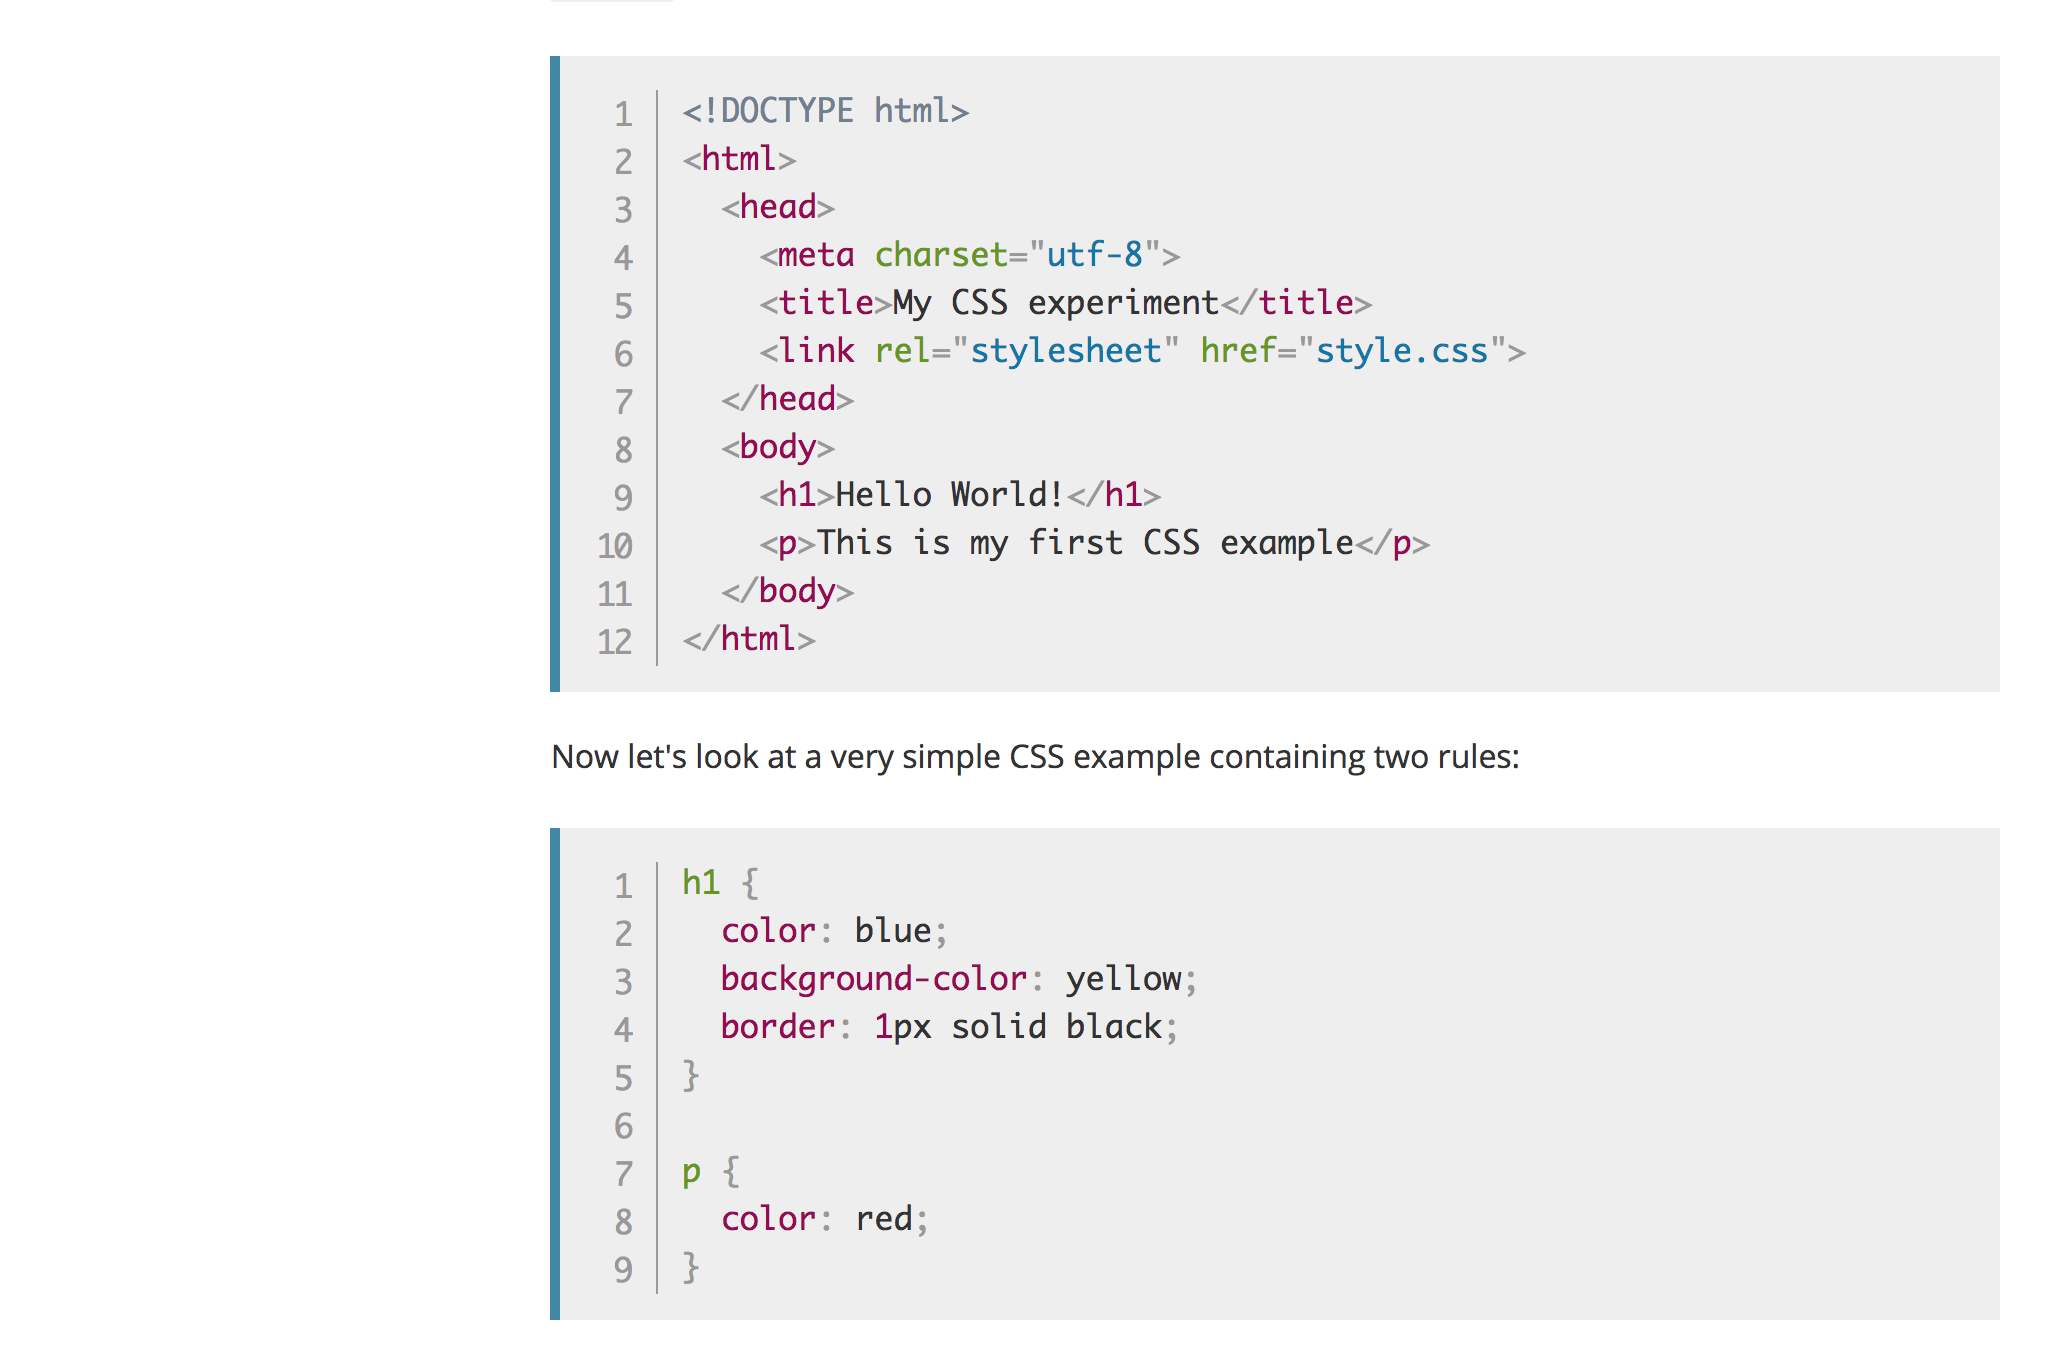 1 <!DOCTYPE html>
2 <html>
3   <head>
4     <meta charset="utf-8">
5     <title>My CSS experiment</title>
6     <link rel="stylesheet" href="style.css">
7   </head>
8   <body>
9     <h1>Hello World!</h1>
10     <p>This is my first CSS example</p>
11   </body>
12 </html>
Now let's look at a very simple CSS example containing two rules:
1 h1 {
2   color: blue;
3   background-color: yellow;
4   border: 1px solid black;
5 }
6
7 p {
8   color: red;
9 }